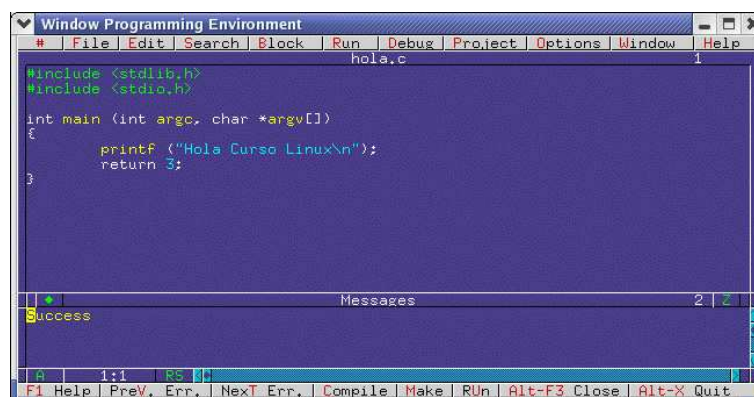 Window Programming Environment
# File Edit Search Block Run Debug Project Options Window Help
hola.c 1
#include <stdlib.h>
#include <stdio.h>
int main (int argc, char *argv[])
{
printf ("Hola Curso Linux\n");
return 3;
}
Messages 2 Z
Success
A 1:1 RS
F1 Help | PreV. Err. | NexT Err. | Compile | Make | RUn | Alt-F3 Close | Alt-X Quit